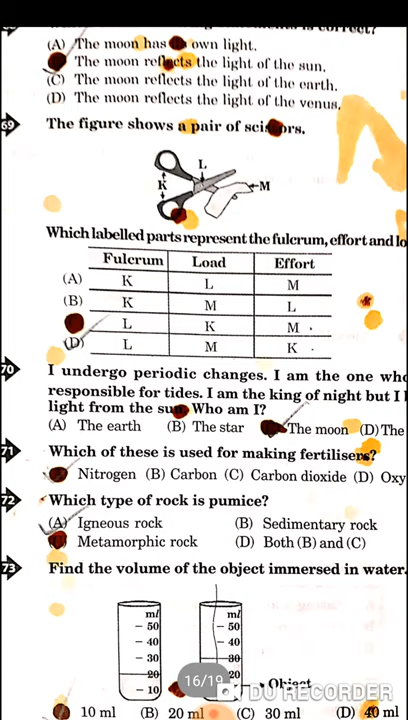 (A) The moon has its own light.
The moon reflects the light of the sun.
(C) The moon reflects the light of the earth.
(D) The moon reflects the light of the venus.
69 The figure shows a pair of scissors.
L
K
M
Which labelled parts represent the fulcrum, effort and lo
Fulcrum Load Effort
(A) K L M
(B) K M L
L K M
(D) L M K
70 I undergo periodic changes. I am the one who
responsible for tides. I am the king of night but I
light from the sun. Who am I?
(A) The earth (B) The star The moon (D) The
71 Which of these is used for making fertilisers?
Nitrogen (B) Carbon (C) Carbon dioxide (D) Oxy
72 Which type of rock is pumice?
(A) Igneous rock (B) Sedimentary rock
Metamorphic rock (D) Both (B) and (C)
73 Find the volume of the object immersed in water.
ml ml
50 50
40 40
30 30
20 20
10
16/19
Object
DU RECORDER
10 ml (B) 20 ml (C) 30 ml (D) 40 ml